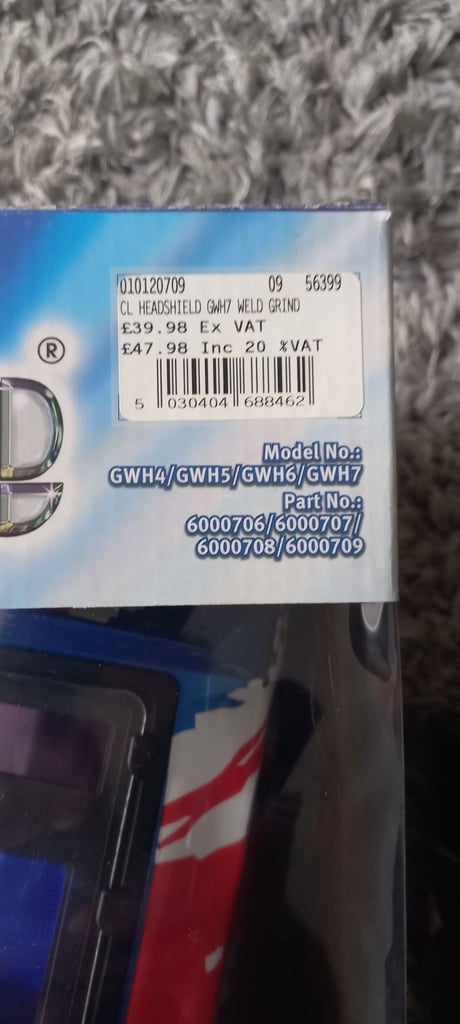 010120709 09 56399
CL HEADSHIELD GWH7 WELD GRIND
£39.98 Ex VAT
£47.98 Inc 20 %VAT
5 030404 688462
®
D
Model No.:
GWH4/GWH5/GWH6/GWH7
Part No.:
6000706/6000707/
6000708/6000709